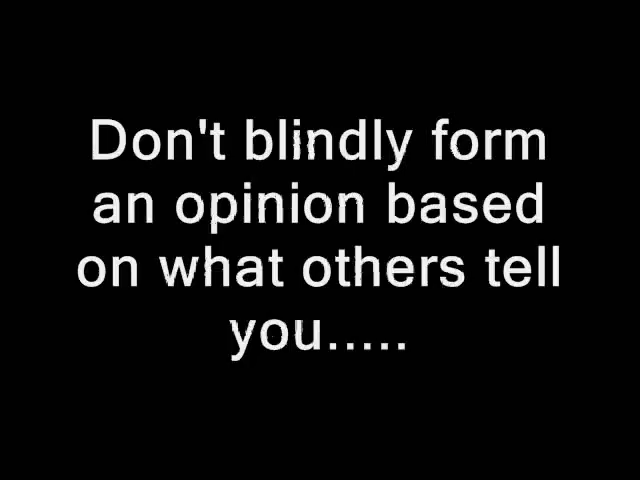 Don't blindly form
an opinion based
on what others tell
you.....